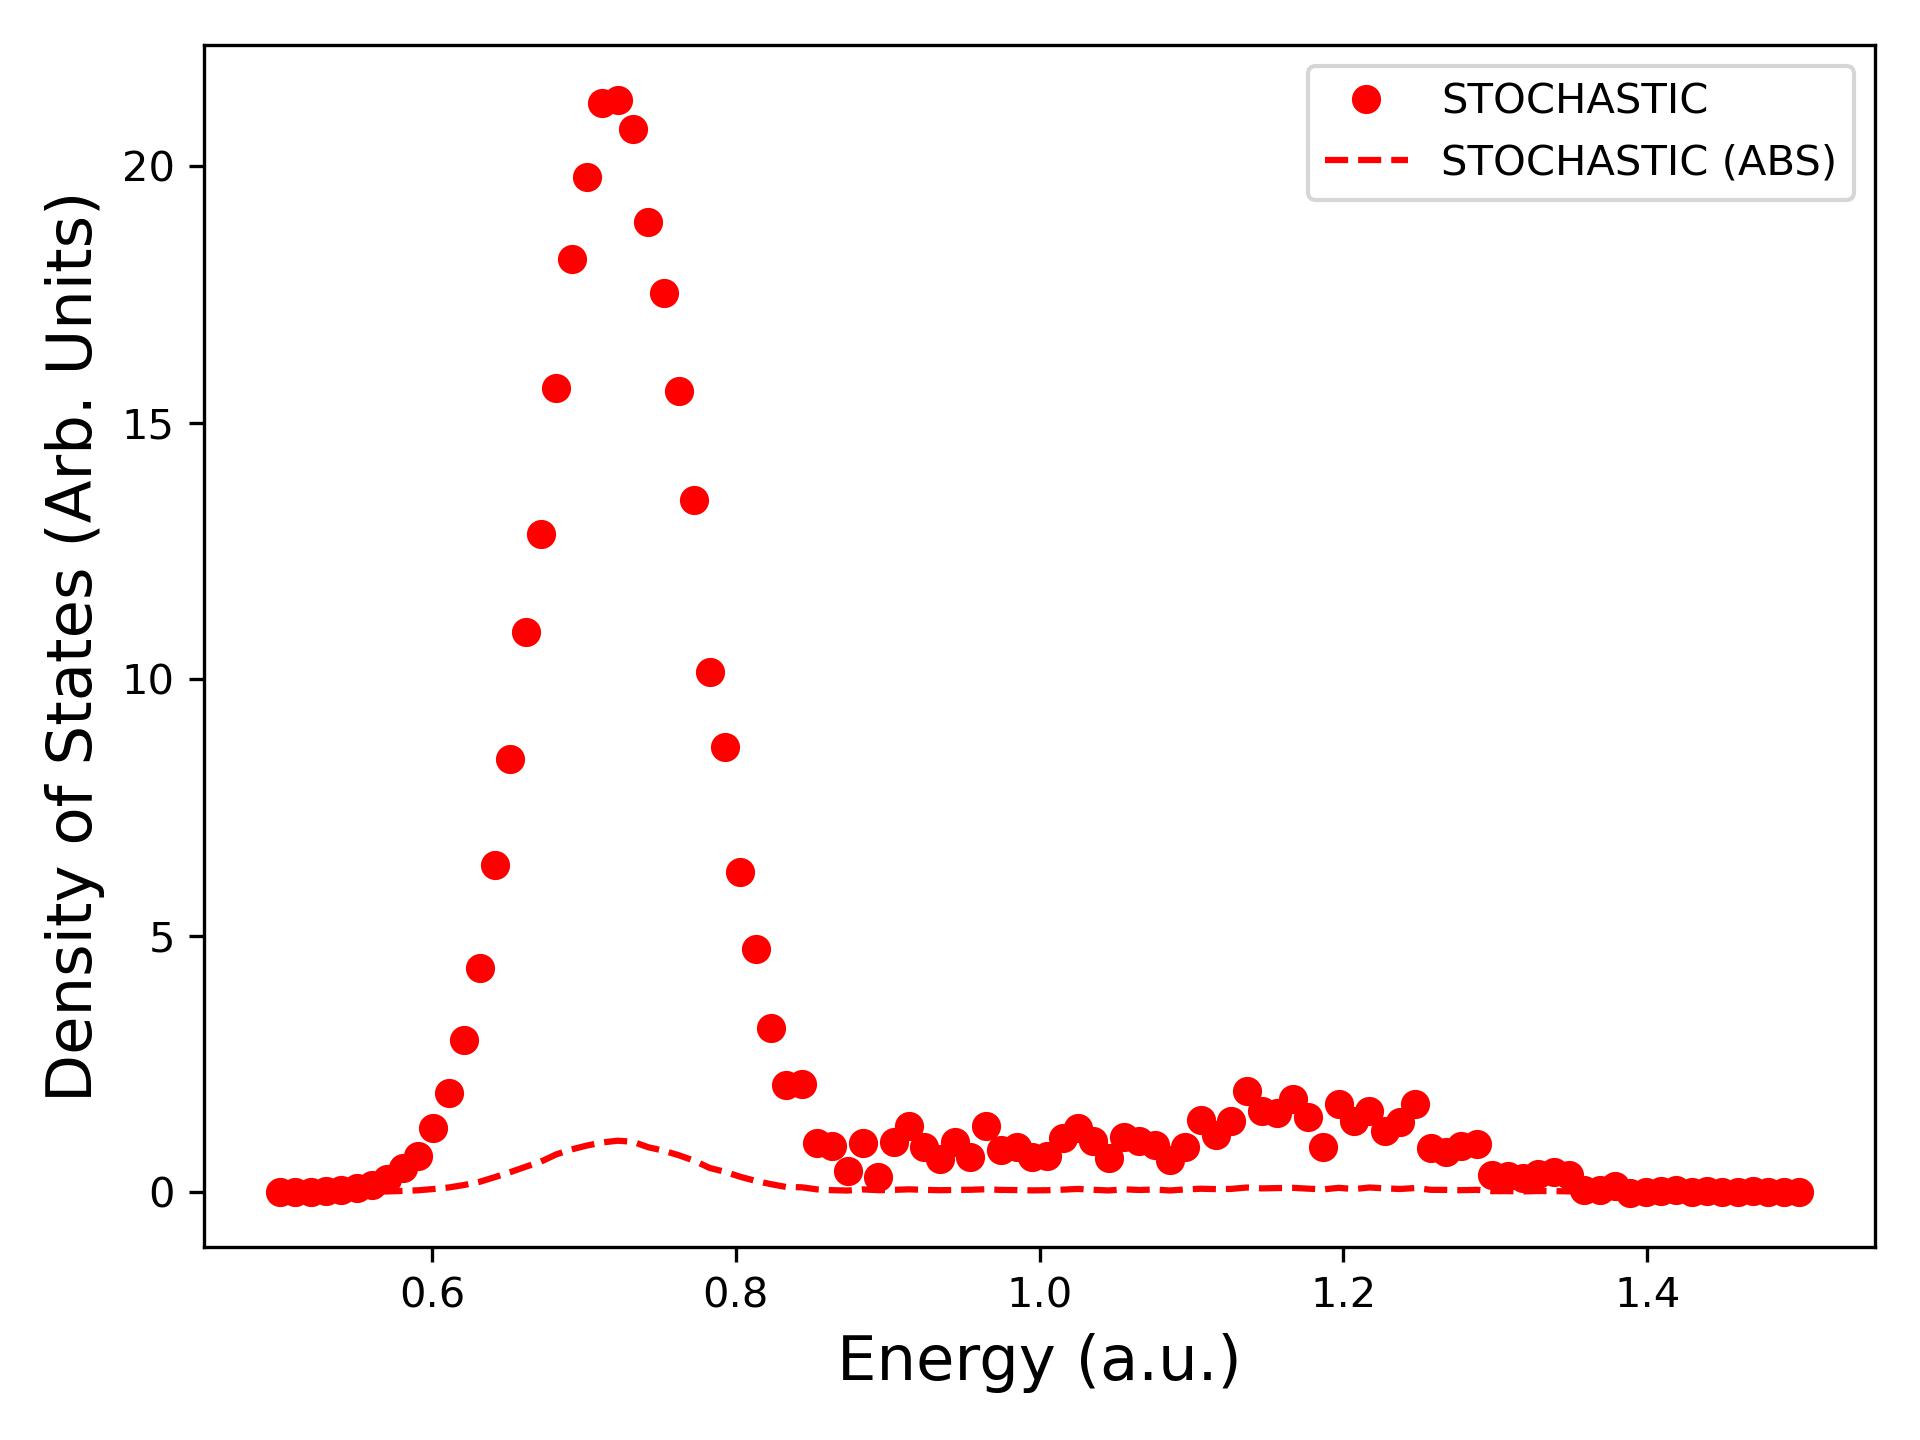 STOCHASTIC
STOCHASTIC (ABS)
Density of States (Arb. Units)
20
15
10
5
0
0.6 0.8 1.0 1.2 1.4
Energy (a.u.)